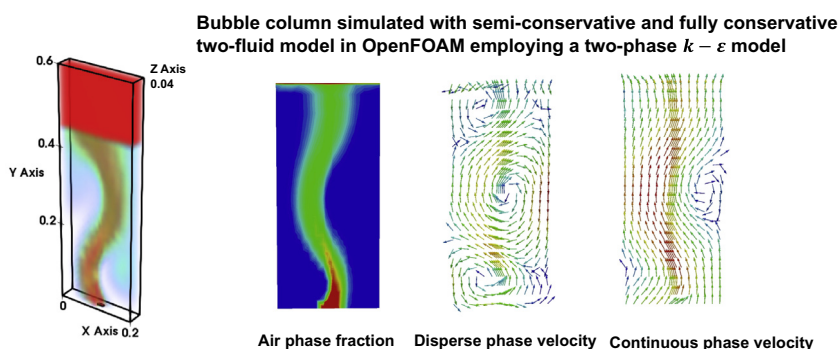 Bubble column simulated with semi-conservative and fully conservative
two-fluid model in OpenFOAM employing a two-phase k − ε model
0.6
Z Axis
0.04
0.4
Y Axis
0.2
0
X Axis 0.2
Air phase fraction
Disperse phase velocity
Continuous phase velocity